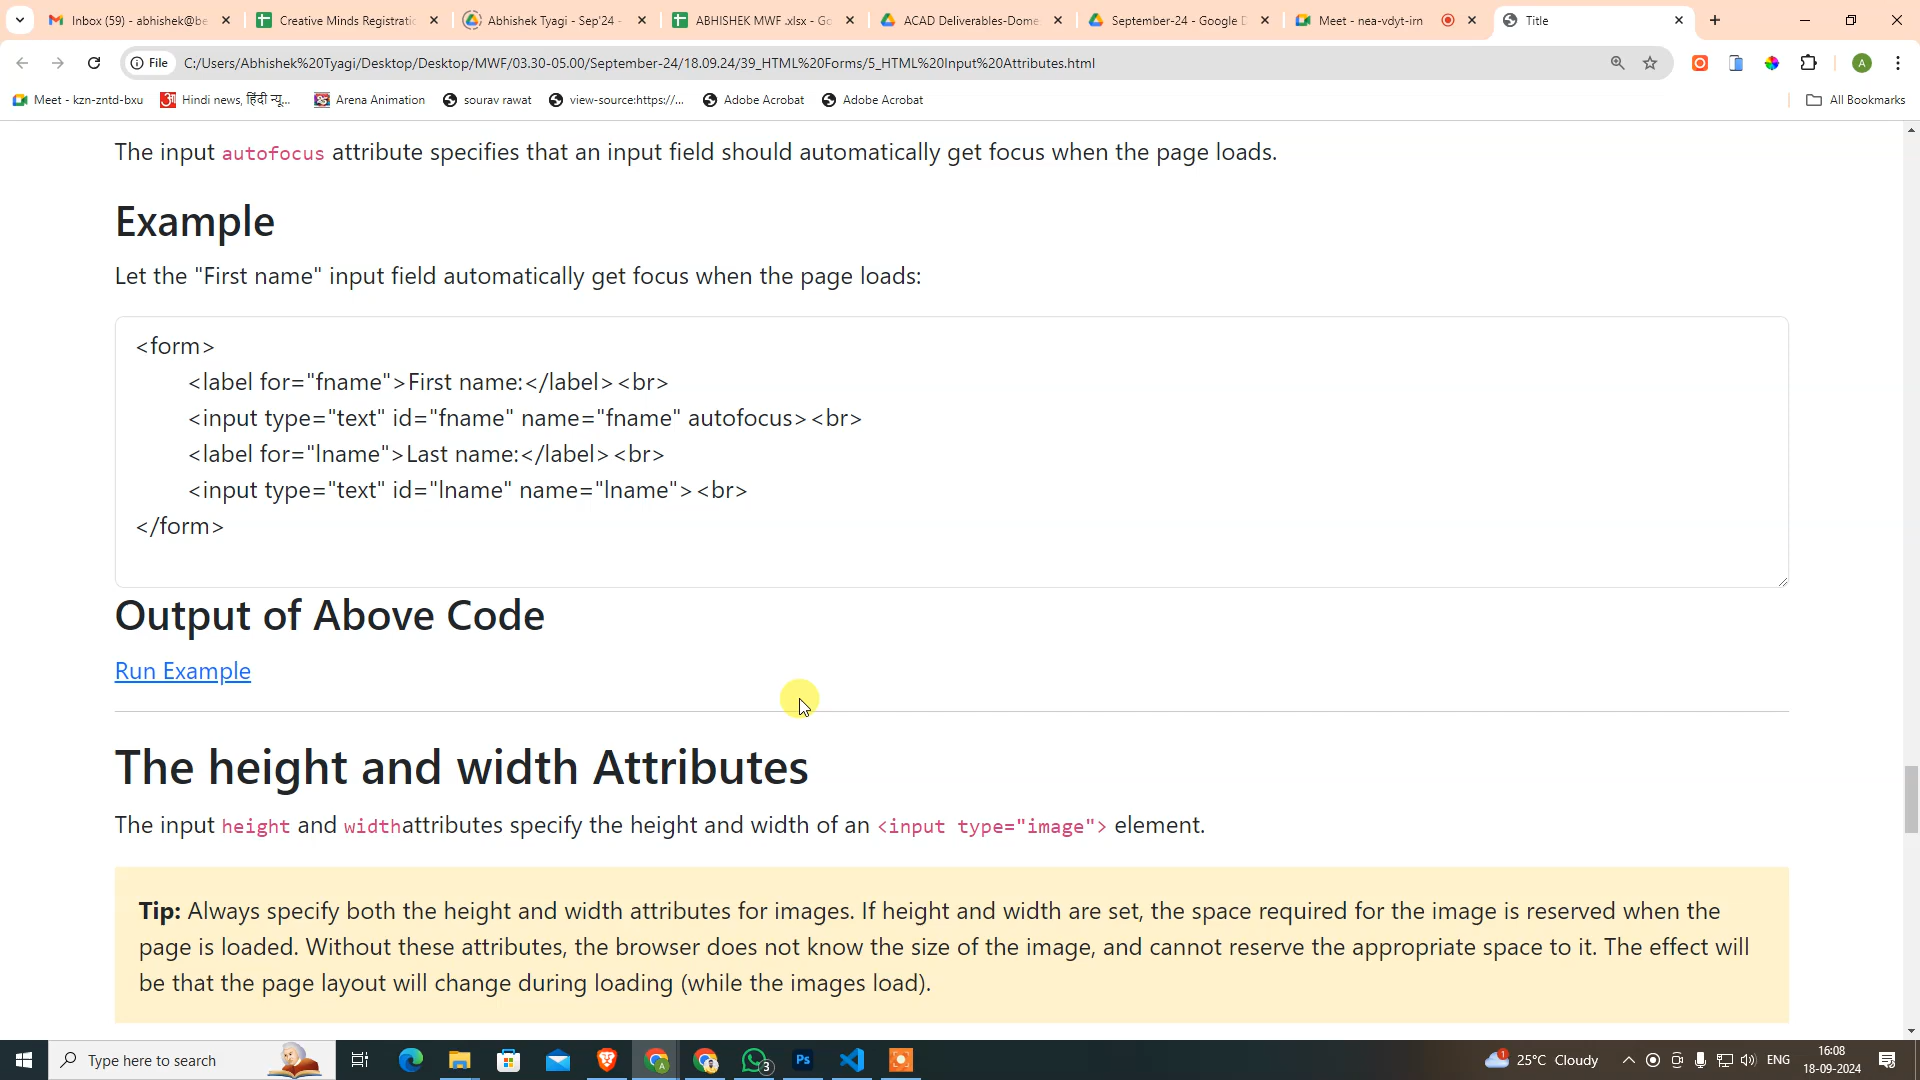 Inbox (59) - abhishek@be
Creative Minds Registratio
Abhishek Tyagi - Sep'24 -
ABHISHEK MWF .xlsx - Go
ACAD Deliverables-Dome
September-24 - Google D
Meet - nea-vdyt-irn
Title
File
C:/Users/Abhishek%20Tyagi/Desktop/Desktop/MWF/03.30-05.00/September-24/18.09.24/39_HTML%20Forms/5_HTML%20Input%20Attributes.html
A
Meet - kzn-zntd-bxu
Hindi news, हिंदी न्यू...
Arena Animation
sourav rawat
view-source:https://...
Adobe Acrobat
Adobe Acrobat
All Bookmarks
The input autofocus attribute specifies that an input field should automatically get focus when the page loads.
Example
Let the "First name" input field automatically get focus when the page loads:
<form>
<label for="fname">First name:</label><br>
<input type="text" id="fname" name="fname" autofocus><br>
<label for="lname">Last name:</label><br>
<input type="text" id="lname" name="lname"><br>
</form>
Output of Above Code
Run Example
The height and width Attributes
The input height and widthattributes specify the height and width of an <input type="image"> element.
Tip: Always specify both the height and width attributes for images. If height and width are set, the space required for the image is reserved when the
page is loaded. Without these attributes, the browser does not know the size of the image, and cannot reserve the appropriate space to it. The effect will
be that the page layout will change during loading (while the images load).
Type here to search
A
3
Ps
1
25°C Cloudy
ENG
16:08
18-09-2024